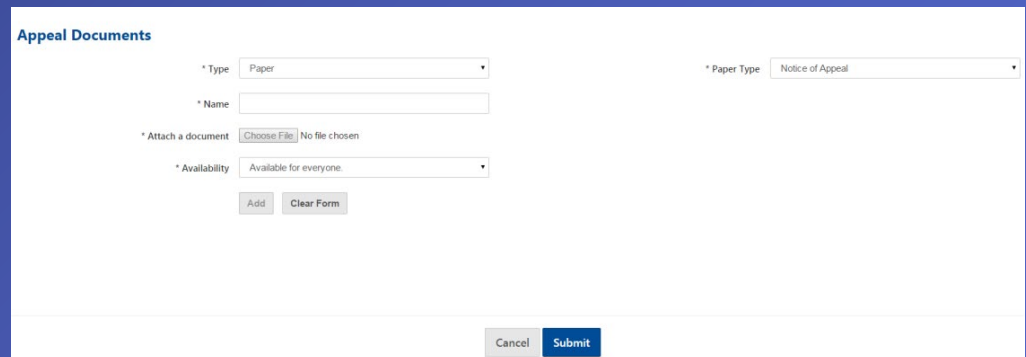 Appeal Documents
* Type Paper * Paper Type Notice of Appeal
* Name
* Attach a document Choose File No file chosen
* Availability Available for everyone.
Add Clear Form
Cancel Submit